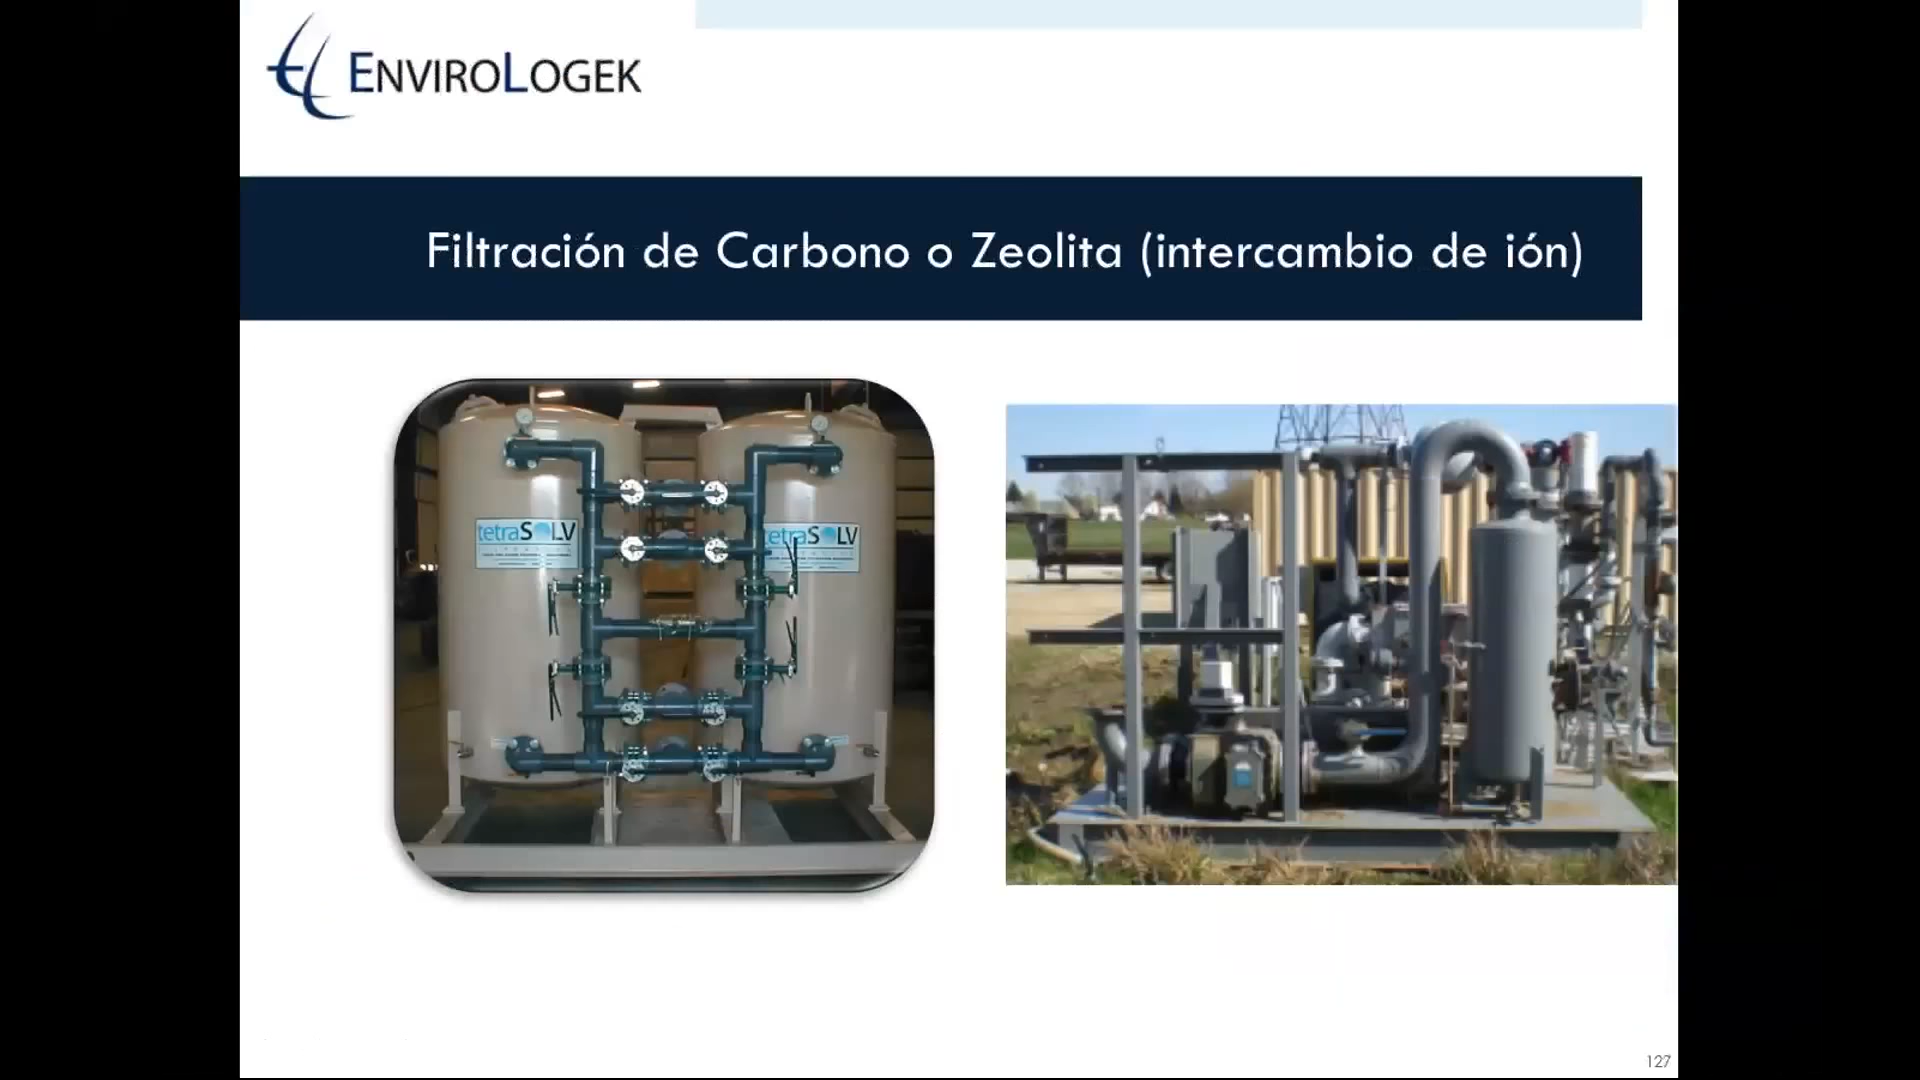 ENVIROLOGEK
Filtración de Carbono o Zeolita (intercambio de ión)
tetraSOLV
tetraSOLV
127